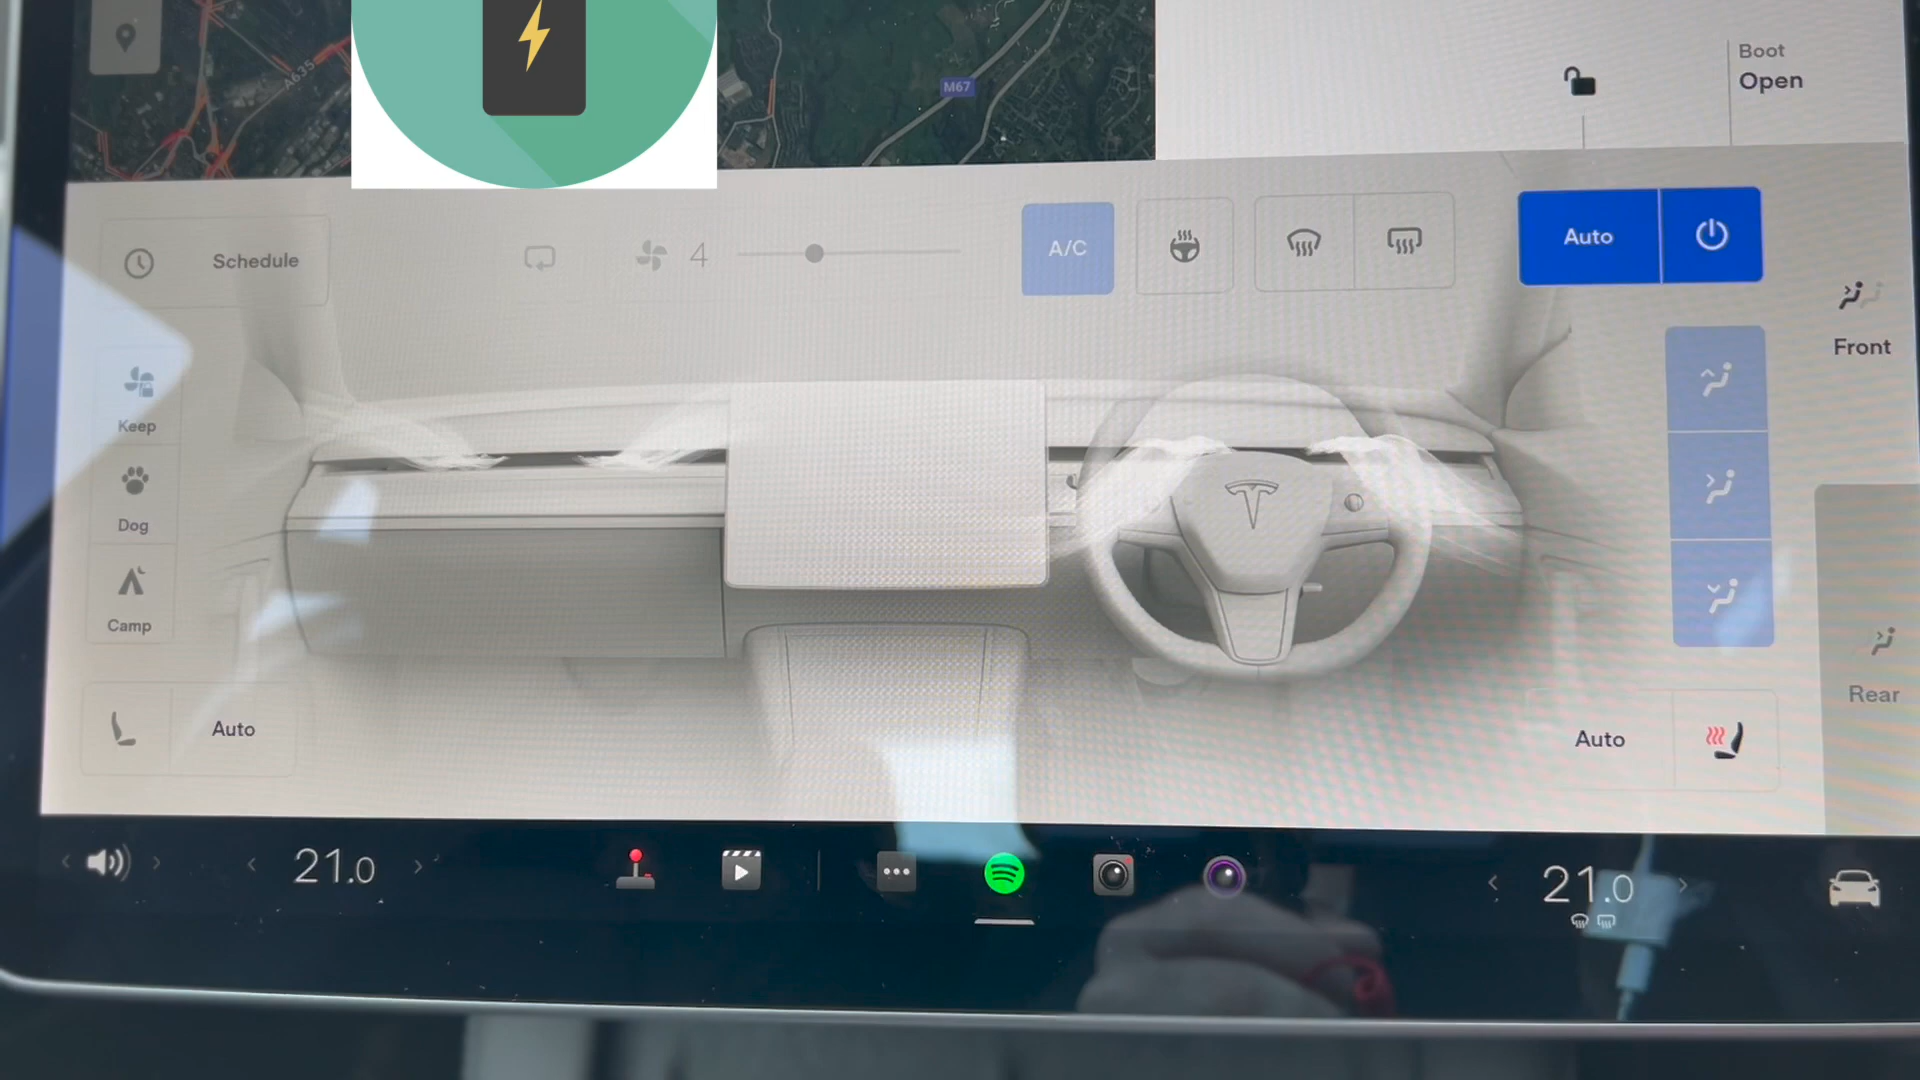 A635
M67
Boot
Open
Schedule
4
A/C
Auto
Front
Keep
Dog
Camp
Auto
Auto
Rear
21.0
21.0